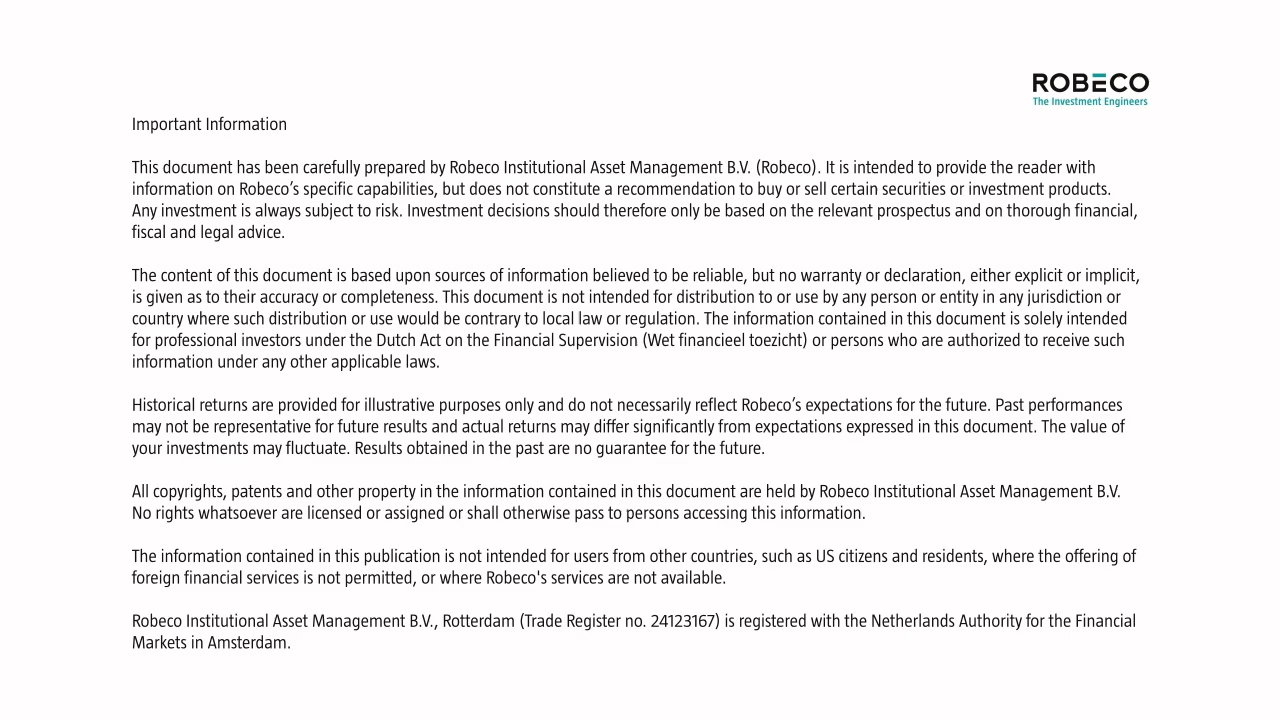 ROBECO
The Investment Engineers
Important Information
This document has been carefully prepared by Robeco Institutional Asset Management B.V. (Robeco). It is intended to provide the reader with
information on Robeco’s specific capabilities, but does not constitute a recommendation to buy or sell certain securities or investment products.
Any investment is always subject to risk. Investment decisions should therefore only be based on the relevant prospectus and on thorough financial,
fiscal and legal advice.
The content of this document is based upon sources of information believed to be reliable, but no warranty or declaration, either explicit or implicit,
is given as to their accuracy or completeness. This document is not intended for distribution to or use by any person or entity in any jurisdiction or
country where such distribution or use would be contrary to local law or regulation. The information contained in this document is solely intended
for professional investors under the Dutch Act on the Financial Supervision (Wet financieel toezicht) or persons who are authorized to receive such
information under any other applicable laws.
Historical returns are provided for illustrative purposes only and do not necessarily reflect Robeco’s expectations for the future. Past performances
may not be representative for future results and actual returns may differ significantly from expectations expressed in this document. The value of
your investments may fluctuate. Results obtained in the past are no guarantee for the future.
All copyrights, patents and other property in the information contained in this document are held by Robeco Institutional Asset Management B.V.
No rights whatsoever are licensed or assigned or shall otherwise pass to persons accessing this information.
The information contained in this publication is not intended for users from other countries, such as US citizens and residents, where the offering of
foreign financial services is not permitted, or where Robeco's services are not available.
Robeco Institutional Asset Management B.V., Rotterdam (Trade Register no. 24123167) is registered with the Netherlands Authority for the Financial
Markets in Amsterdam.